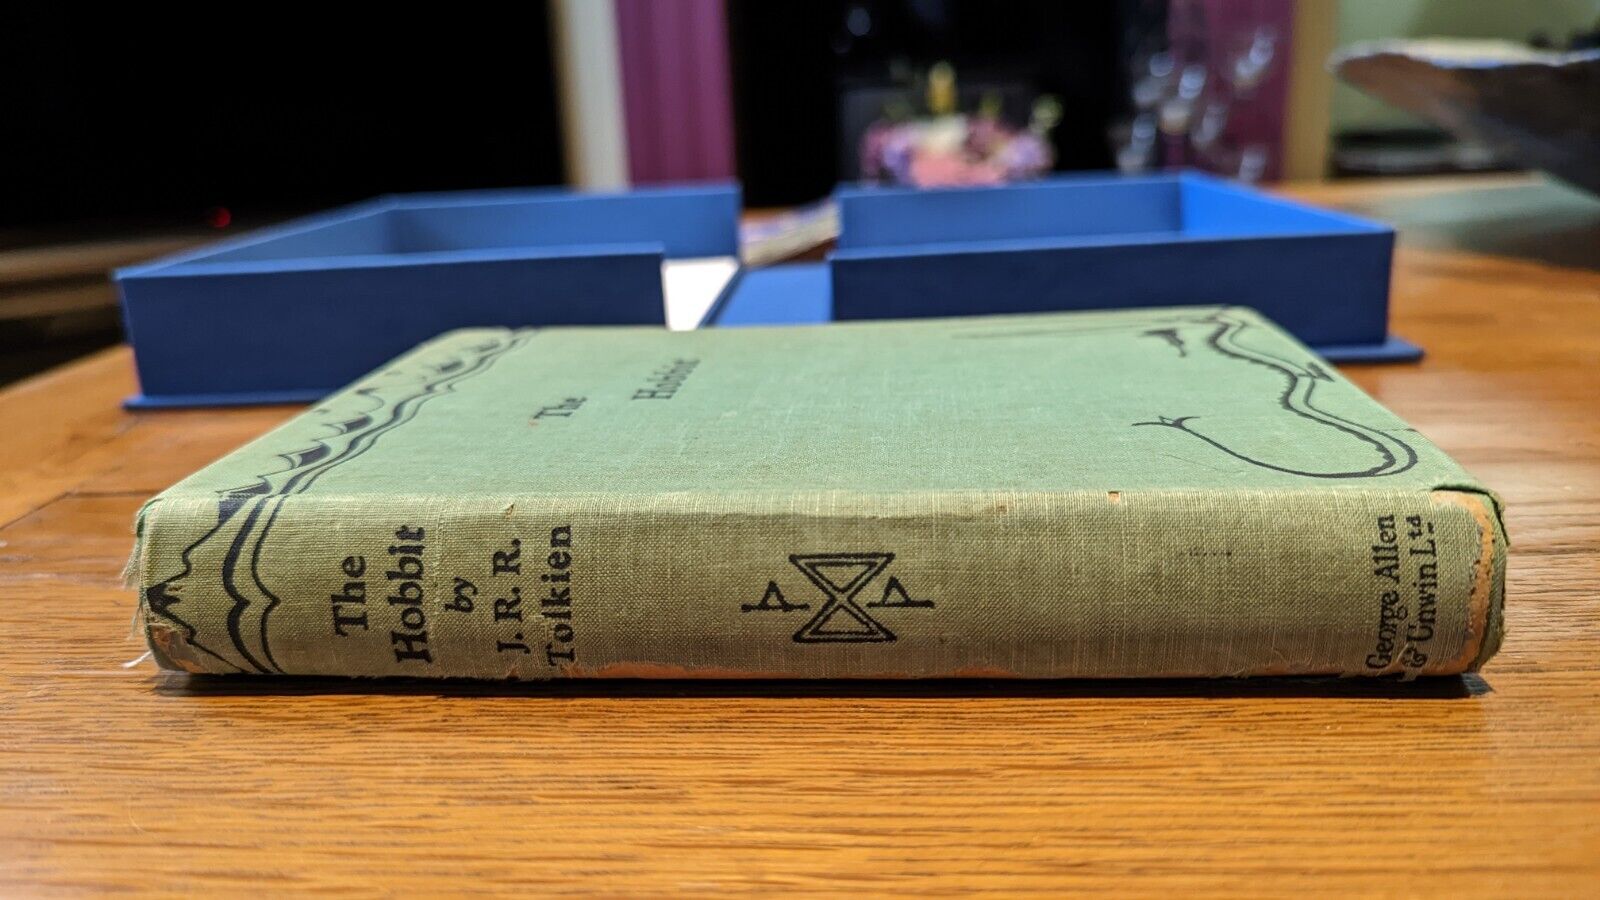 The
Hobbit
The
Hobbit
by
J. R. R.
Tolkien
George Allen
& Unwin Ltd